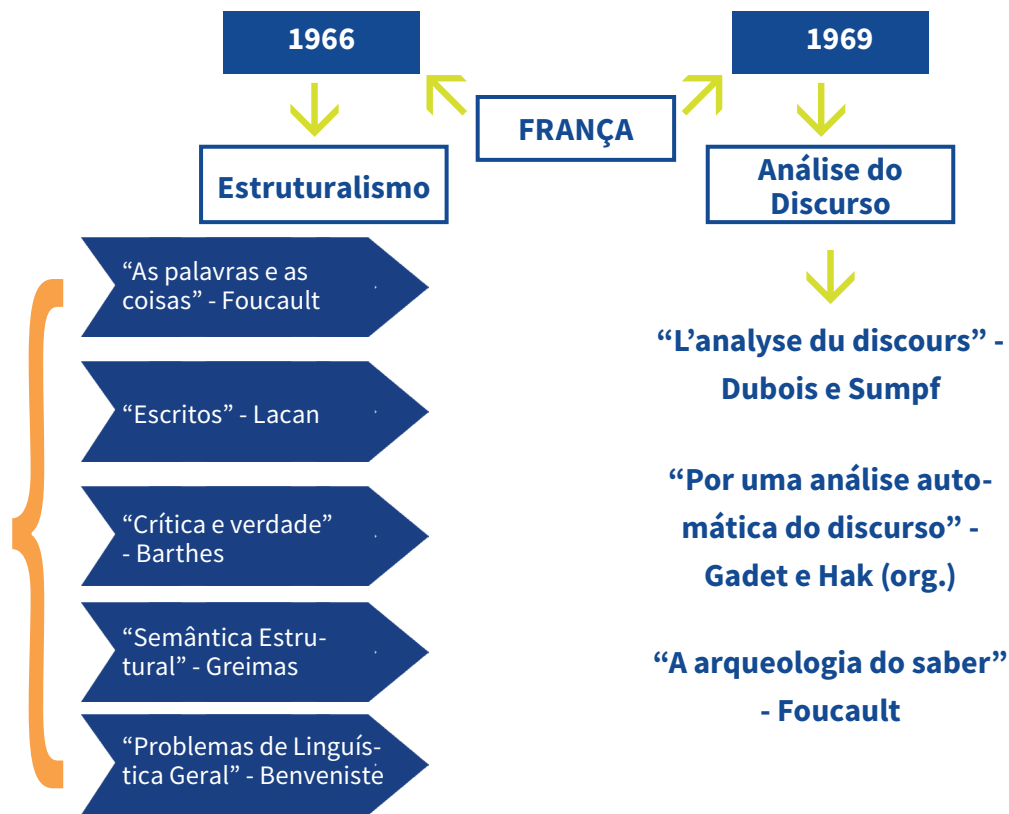 1966
1969
FRANÇA
Estruturalismo
Análise do
Discurso
“As palavras e as
coisas” - Foucault
“Escritos” - Lacan
“Crítica e verdade”
- Barthes
“Semântica Estru-
tural” - Greimas
“Problemas de Linguís-
tica Geral” - Benveniste
“L’analyse du discours” -
Dubois e Sumpf
“Por uma análise auto-
mática do discurso” -
Gadet e Hak (org.)
“A arqueologia do saber”
- Foucault